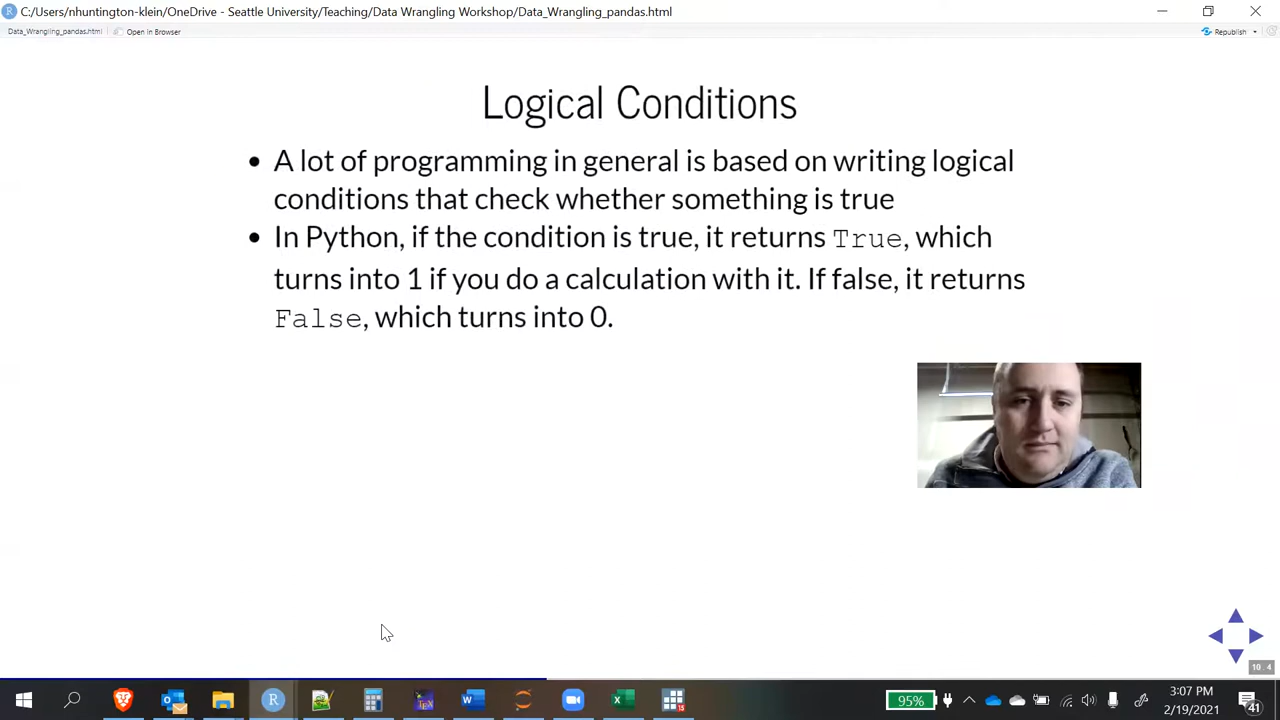 C:/Users/nhuntington-klein/OneDrive - Seattle University/Teaching/Data Wrangling Workshop/Data_Wrangling_pandas.html
Data_Wrangling_pandas.html Open in Browser Republish
Logical Conditions
• A lot of programming in general is based on writing logical
conditions that check whether something is true
• In Python, if the condition is true, it returns True, which
turns into 1 if you do a calculation with it. If false, it returns
False, which turns into 0.
10.4
95%
3:07 PM
2/19/2021
41